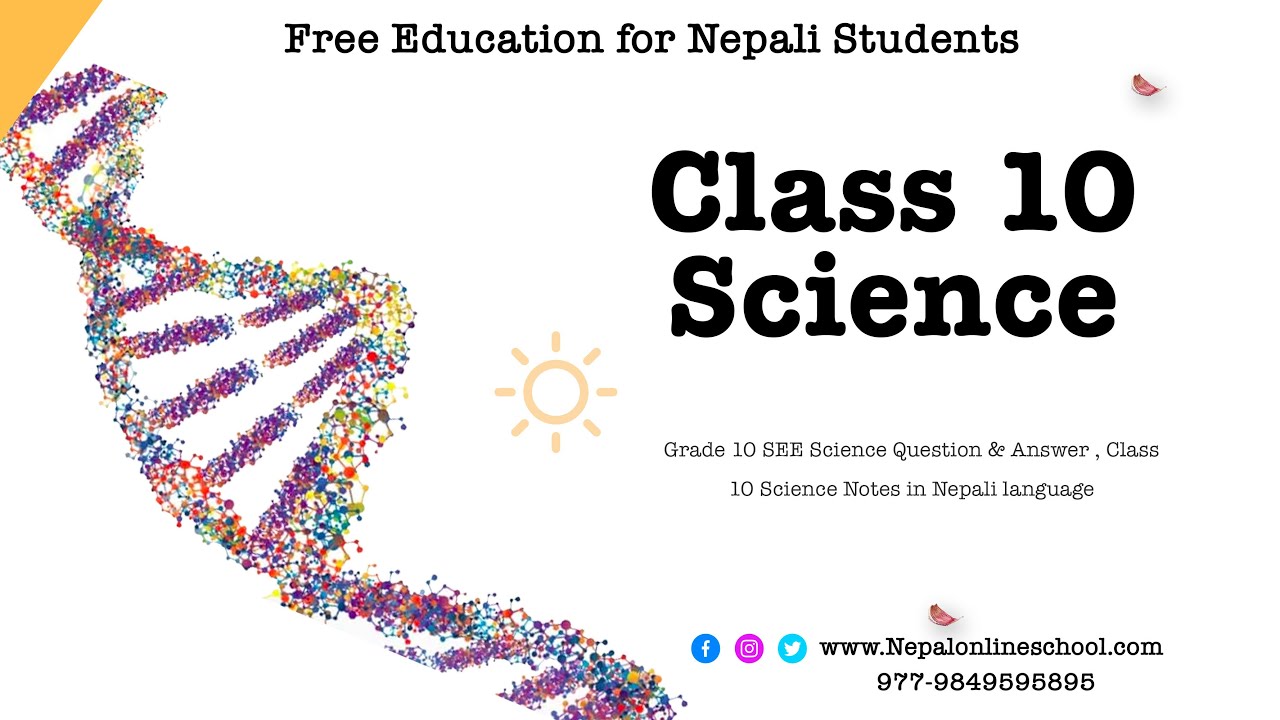 Free Education for Nepali Students
Class 10
Science
Grade 10 SEE Science Question & Answer , Class
10 Science Notes in Nepali language
www.Nepalonlineschool.com
977-9849595895